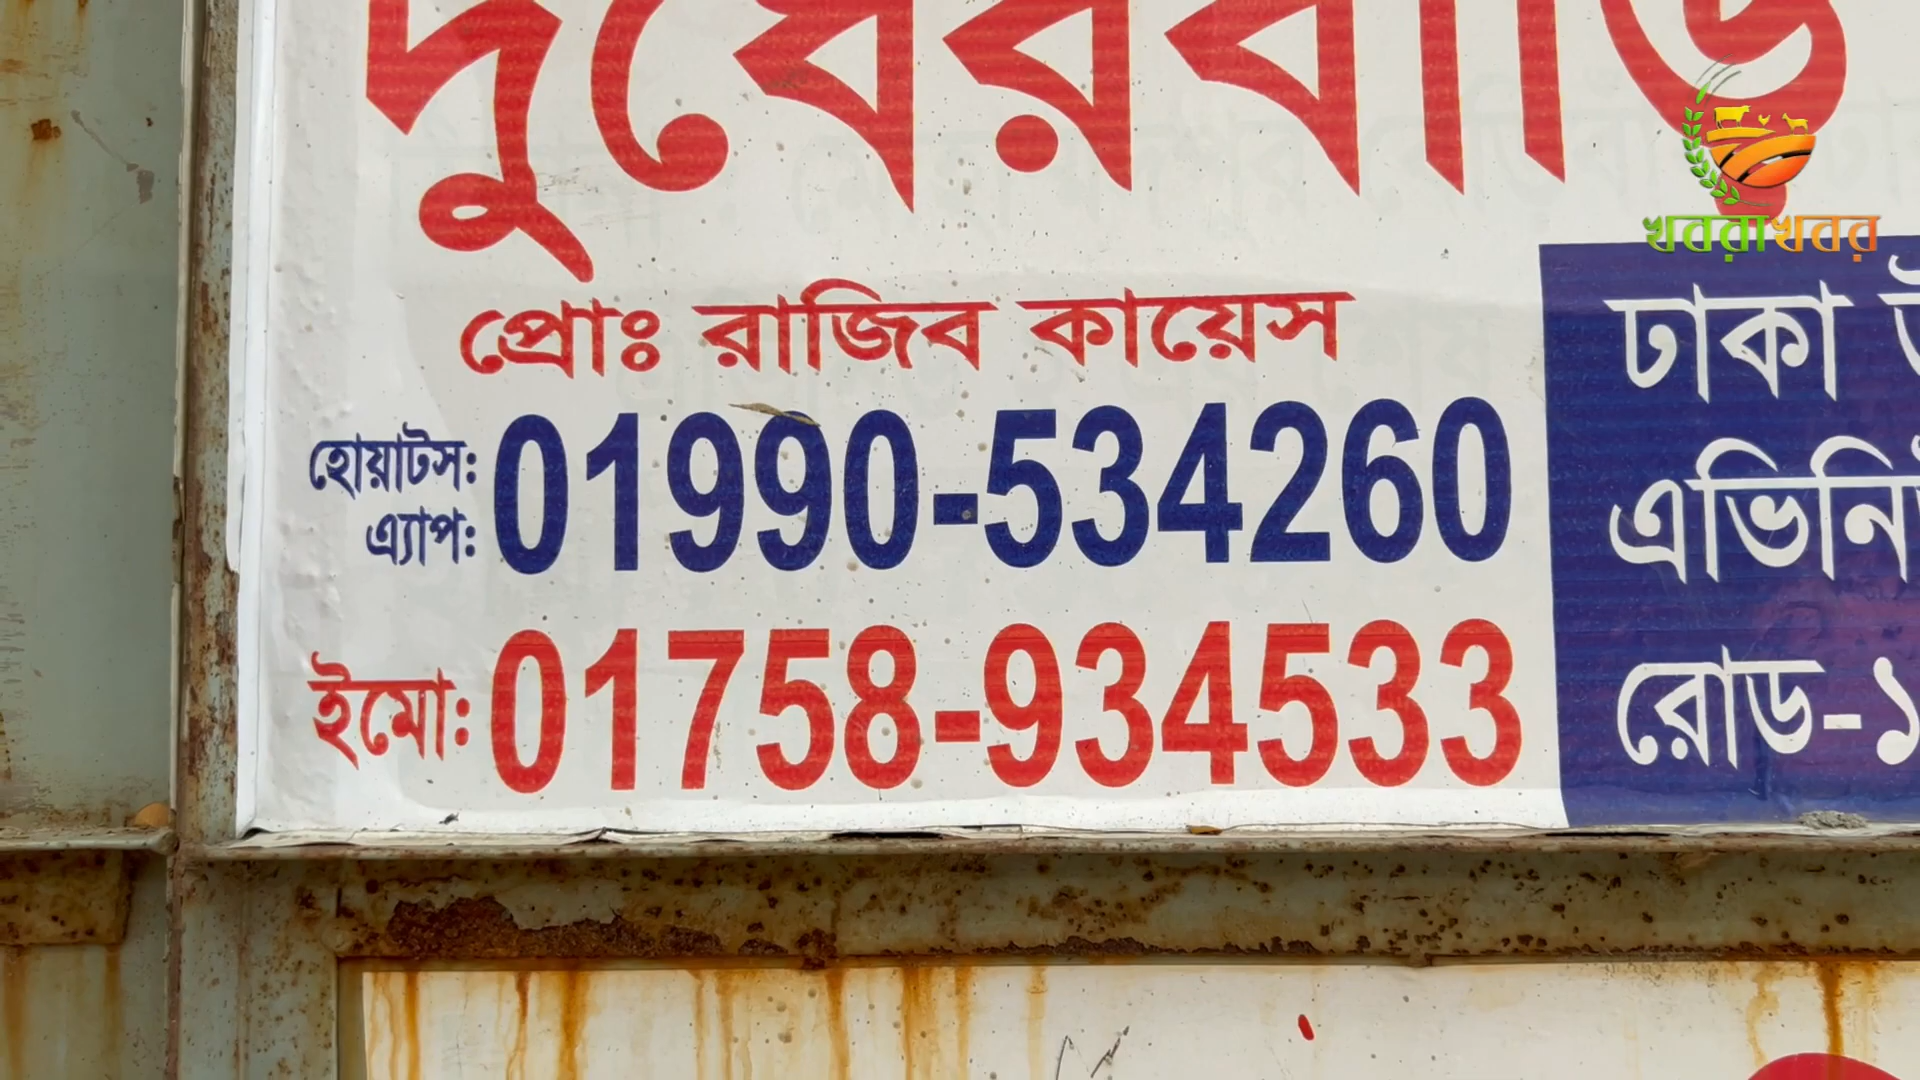 দুধেরবাড়ি
খবরাখবর
প্রোঃ রাজিব কায়েস
হোয়াটস:
এ্যাপ:
01990-534260
ইমো:
01758-934533
ঢাকা
এভিনি
রোড-১